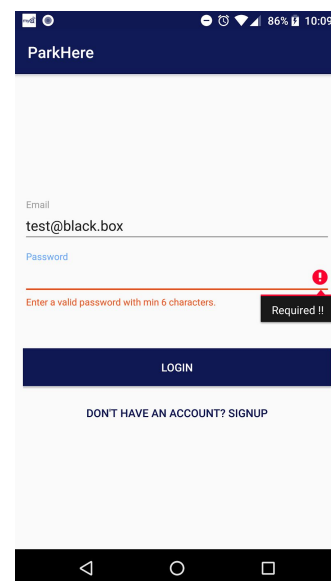 86% 10:09
ParkHere
Email
test@black.box
Password
Enter a valid password with min 6 characters.
Required !!
LOGIN
DON'T HAVE AN ACCOUNT? SIGNUP